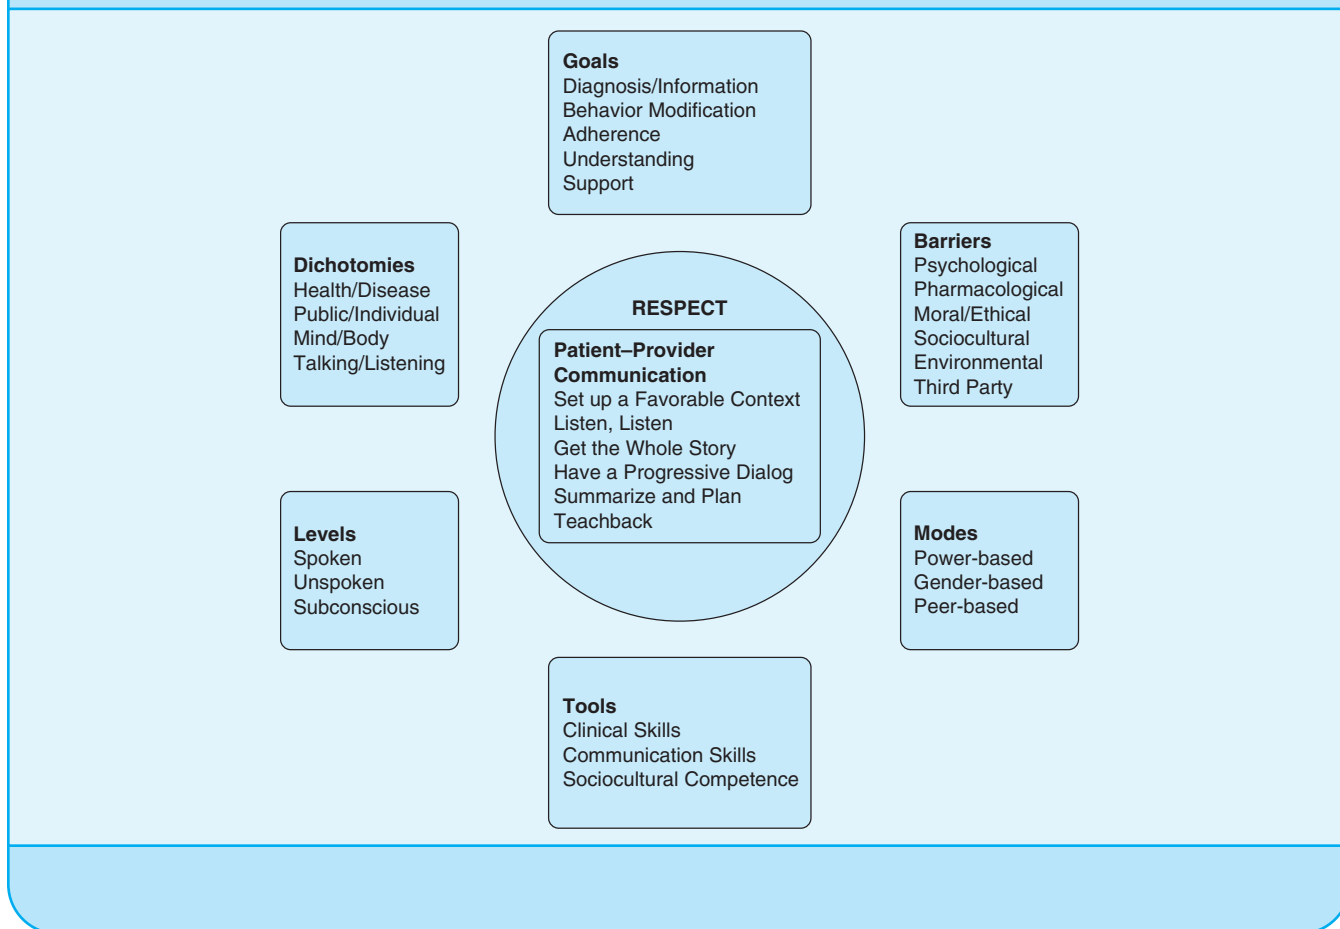 Goals
Diagnosis/Information
Behavior Modification
Adherence
Understanding
Support
Dichotomies
Health/Disease
Public/Individual
Mind/Body
Talking/Listening
Barriers
Psychological
Pharmacological
Moral/Ethical
Sociocultural
Environmental
Third Party
RESPECT
Patient–Provider
Communication
Set up a Favorable Context
Listen, Listen
Get the Whole Story
Have a Progressive Dialog
Summarize and Plan
Teachback
Levels
Spoken
Unspoken
Subconscious
Modes
Power-based
Gender-based
Peer-based
Tools
Clinical Skills
Communication Skills
Sociocultural Competence